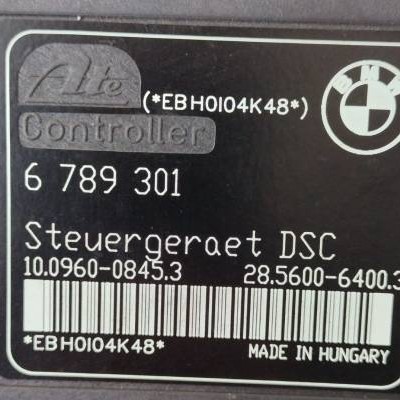 Ate
(*EBH0104K48*)
BMW
Controller
6 789 301
Steuergeraet DSC
10.0960-0845.3 28.5600-6400.3
*EBH0104K48*
MADE IN HUNGARY